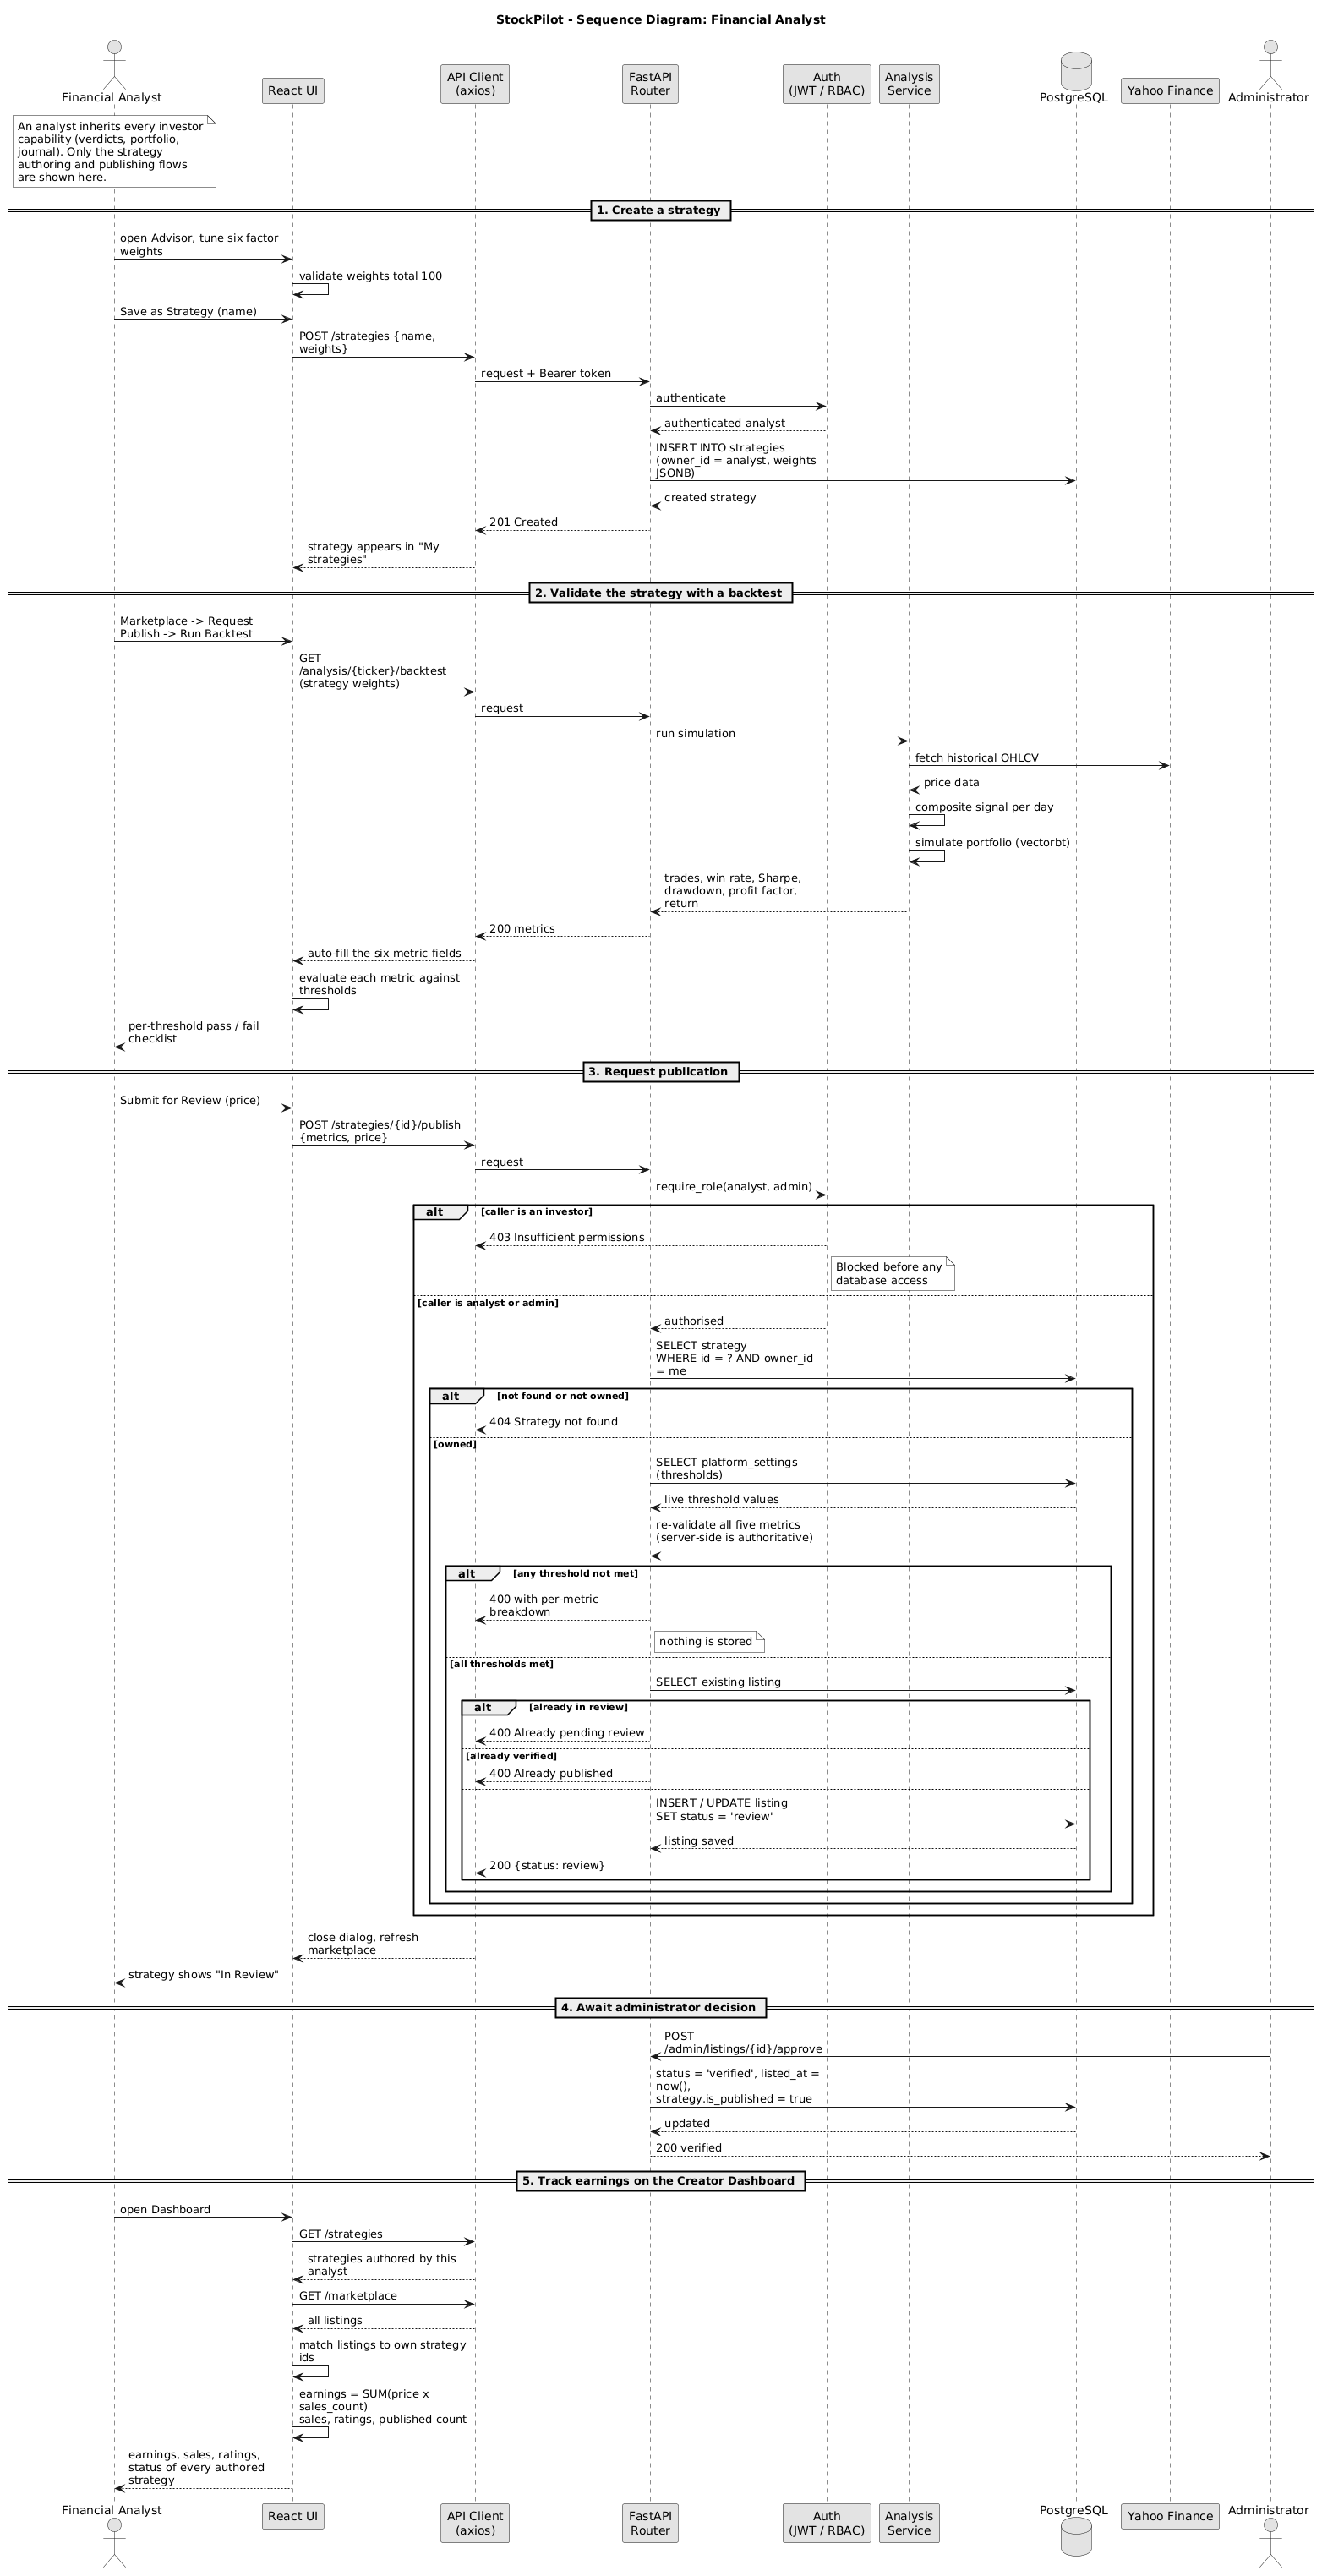 StockPilot - Sequence Diagram: Financial Analyst
Financial Analyst
React UI
API Client
(axios)
FastAPI
Router
Auth
(JWT / RBAC)
Analysis
Service
PostgreSQL
Yahoo Finance
Administrator
An analyst inherits every investor
capability (verdicts, portfolio,
journal). Only the strategy
authoring and publishing flows
are shown here.
1. Create a strategy
open Advisor, tune six factor
weights
validate weights total 100
Save as Strategy (name)
POST /strategies {name,
weights}
request + Bearer token
authenticate
authenticated analyst
INSERT INTO strategies
(owner_id = analyst, weights
JSONB)
created strategy
201 Created
strategy appears in "My
strategies"
2. Validate the strategy with a backtest
Marketplace -> Request
Publish -> Run Backtest
GET
/analysis/{ticker}/backtest
(strategy weights)
request
run simulation
fetch historical OHLCV
price data
composite signal per day
simulate portfolio (vectorbt)
trades, win rate, Sharpe,
drawdown, profit factor,
return
200 metrics
auto-fill the six metric fields
evaluate each metric against
thresholds
per-threshold pass / fail
checklist
3. Request publication
Submit for Review (price)
POST /strategies/{id}/publish
{metrics, price}
request
require_role(analyst, admin)
alt [caller is an investor]
403 Insufficient permissions
Blocked before any
database access
[caller is analyst or admin]
authorised
SELECT strategy
WHERE id = ? AND owner_id
= me
alt [not found or not owned]
404 Strategy not found
[owned]
SELECT platform_settings
(thresholds)
live threshold values
re-validate all five metrics
(server-side is authoritative)
alt [any threshold not met]
400 with per-metric
breakdown
nothing is stored
[all thresholds met]
SELECT existing listing
alt [already in review]
400 Already pending review
[already verified]
400 Already published
INSERT / UPDATE listing
SET status = 'review'
listing saved
200 {status: review}
close dialog, refresh
marketplace
strategy shows "In Review"
4. Await administrator decision
POST
/admin/listings/{id}/approve
status = 'verified', listed_at =
now(),
strategy.is_published = true
updated
200 verified
5. Track earnings on the Creator Dashboard
open Dashboard
GET /strategies
strategies authored by this
analyst
GET /marketplace
all listings
match listings to own strategy
ids
earnings = SUM(price x
sales_count)
sales, ratings, published count
earnings, sales, ratings,
status of every authored
strategy
Financial Analyst
React UI
API Client
(axios)
FastAPI
Router
Auth
(JWT / RBAC)
Analysis
Service
PostgreSQL
Yahoo Finance
Administrator